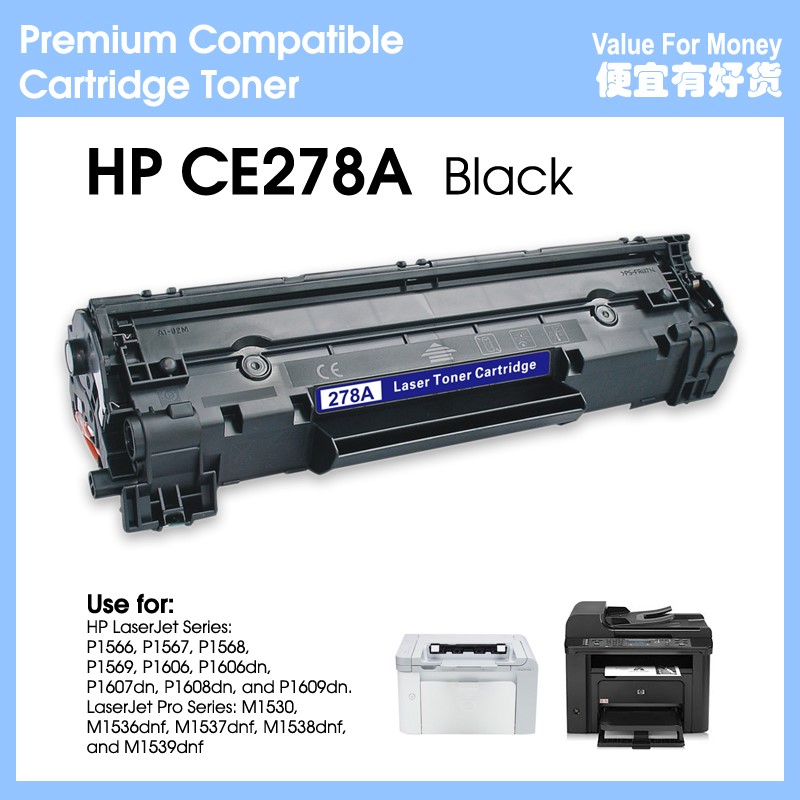 Premium Compatible
Cartridge Toner
Value For Money
便宜有好货
HP CE278A Black
A1-02M
CE
278A Laser Toner Cartridge
Use for:
HP LaserJet Series:
P1566, P1567, P1568,
P1569, P1606, P1606dn,
P1607dn, P1608dn, and P1609dn.
LaserJet Pro Series: M1530,
M1536dnf, M1537dnf, M1538dnf,
and M1539dnf